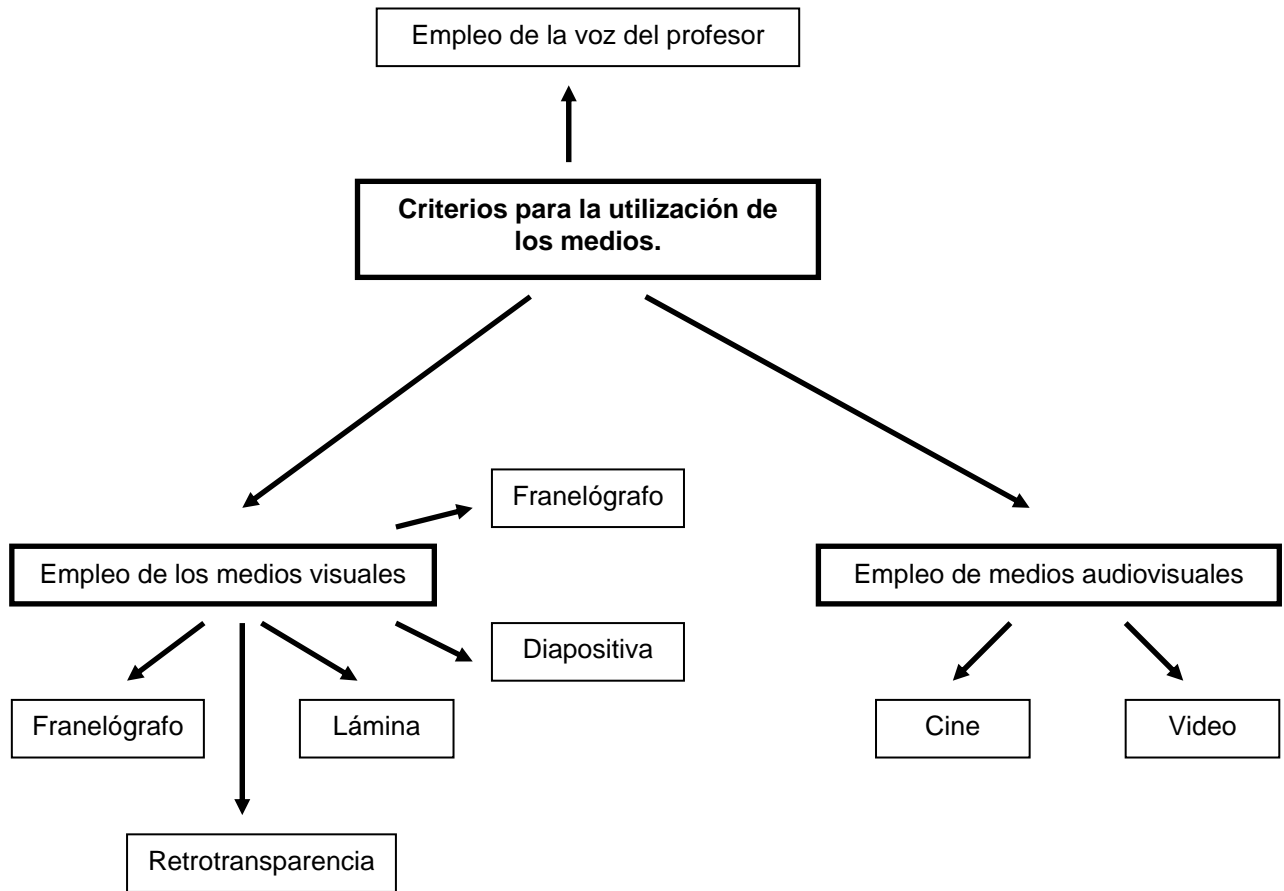 Empleo de la voz del profesor
Criterios para la utilización de
los medios.
Franelógrafo
Empleo de los medios visuales
Empleo de medios audiovisuales
Diapositiva
Franelógrafo
Lámina
Cine
Video
Retrotransparencia